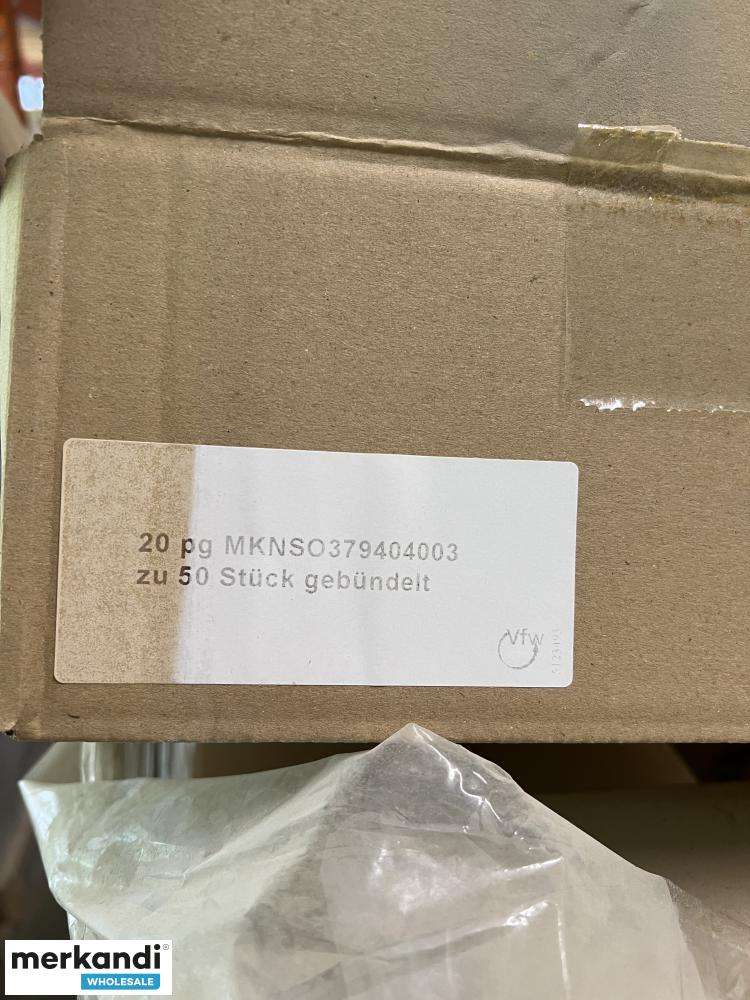 20 pg MKNSO379404003
zu 50 Stück gebündelt
vfw
merkandi®
WHOLESALE